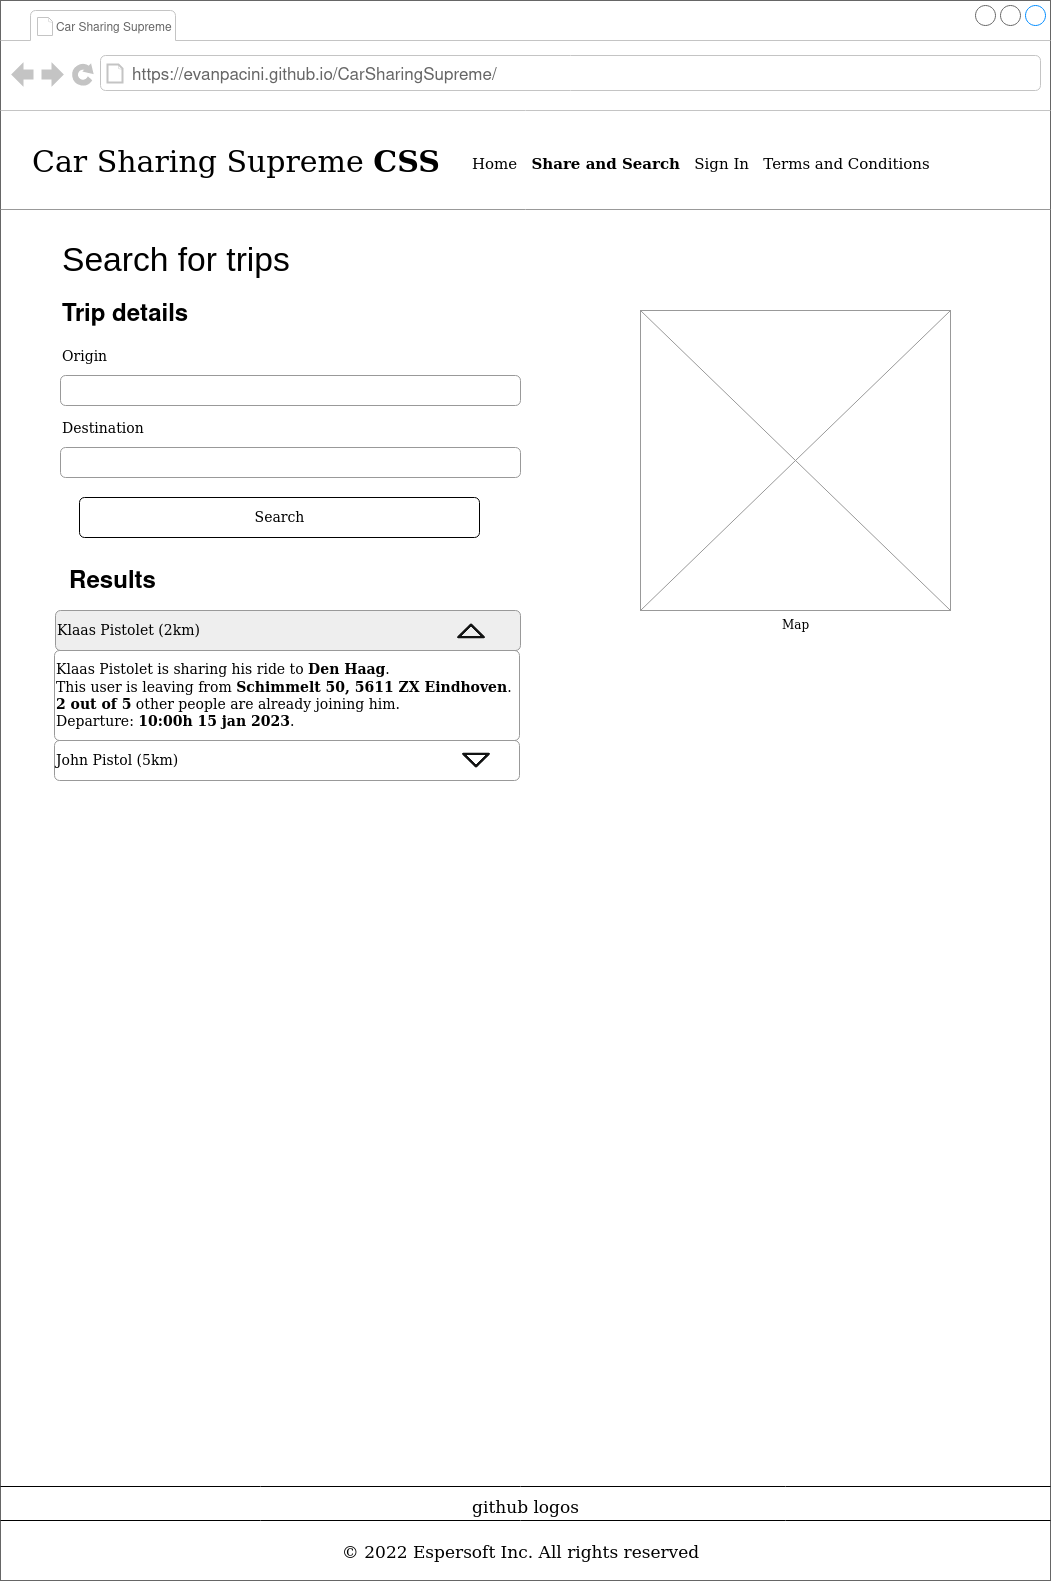 Car Sharing Supreme
https://evanpacini.github.io/CarSharingSupreme/
Car Sharing Supreme CSS
Home Share and Search Sign In Terms and Conditions
Search for trips
Trip details
Origin
Destination
Search
Results
Klaas Pistolet (2km)
Klaas Pistolet is sharing his ride to Den Haag.
This user is leaving from Schimmelt 50, 5611 ZX Eindhoven.
2 out of 5 other people are already joining him.
Departure: 10:00h 15 jan 2023.
John Pistol (5km)
Map
github logos
© 2022 Espersoft Inc. All rights reserved